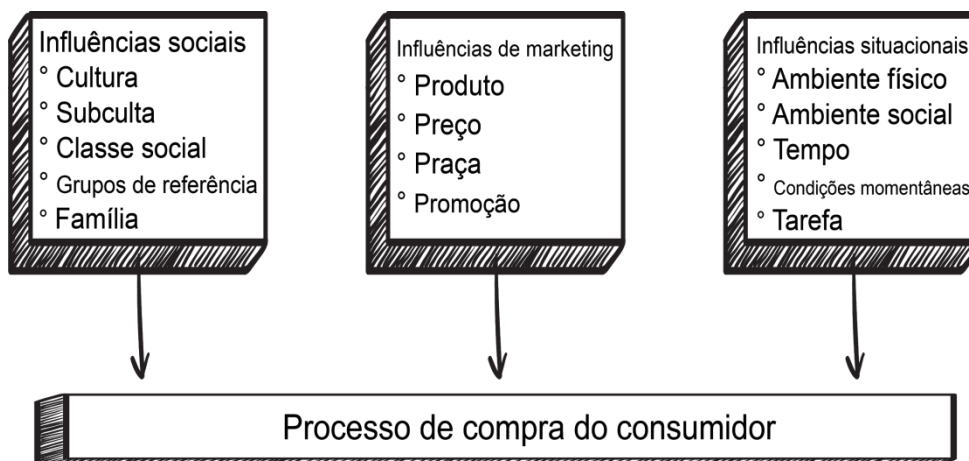 Influências sociais
° Cultura
° Subculta
° Classe social
° Grupos de referência
° Família
Influências de marketing
° Produto
° Preço
° Praça
° Promoção
Influências situacionais
° Ambiente físico
° Ambiente social
° Tempo
° Condições momentâneas
° Tarefa
Processo de compra do consumidor